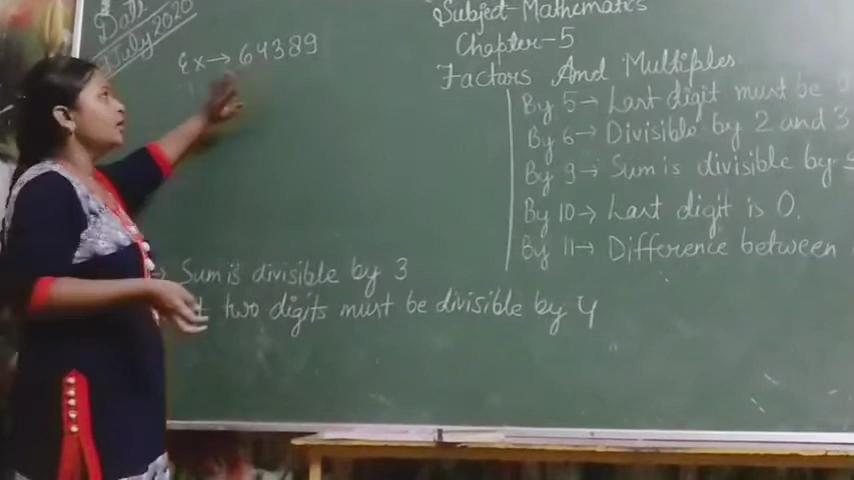 Date
July 2020
Ex→ 64389
Subject-Mathematics
Chapter-5
Factors And Multiples
By 5→ Last digit must be
By 6→ Divisible by 2 and 3
By 9→ Sum is divisible by
By 10→ Last digit is 0.
By 11→ Difference between
Sum is divisible by 3
two digits must be divisible by 4